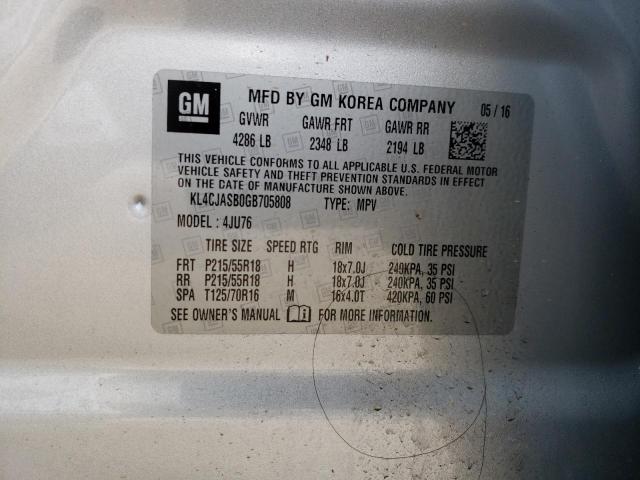 GM
MFD BY GM KOREA COMPANY 05 / 16
GVWR GAWR FRT GAWR RR
4286 LB 2348 LB 2194 LB
THIS VEHICLE CONFORMS TO ALL APPLICABLE U.S. FEDERAL MOTOR
VEHICLE SAFETY AND THEFT PREVENTION STANDARDS IN EFFECT
ON THE DATE OF MANUFACTURE SHOWN ABOVE.
KL4CJASB0GB705808 TYPE: MPV
MODEL : 4JU76
TIRE SIZE SPEED RTG RIM COLD TIRE PRESSURE
FRT P215/55R18 H 18x7.0J 240KPA, 35 PSI
RR P215/55R18 H 18x7.0J 240KPA, 35 PSI
SPA T125/70R16 M 16x4.0T 420KPA, 60 PSI
SEE OWNER'S MANUAL FOR MORE INFORMATION.